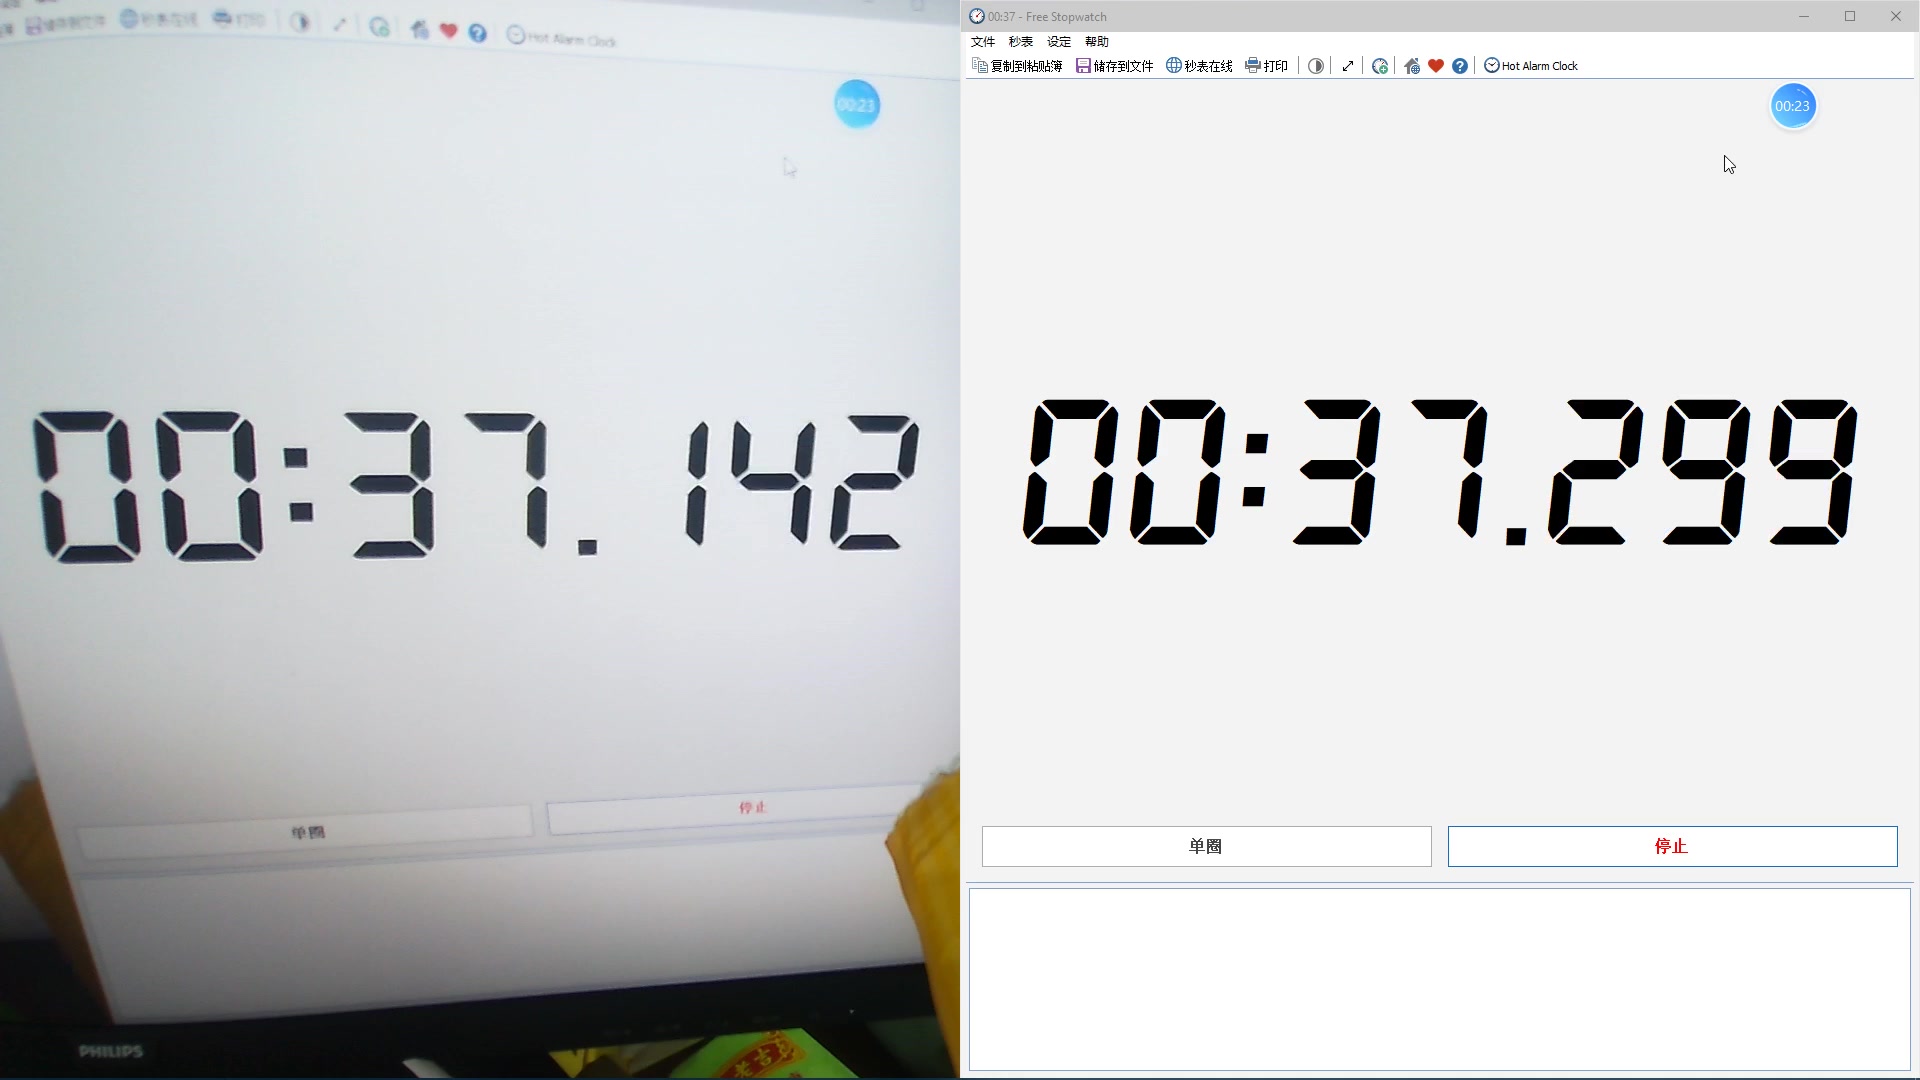 储存到文件 秒表在线 打印 Hot Alarm Clock
00:23
00:37.142
单圈 停止
PHILIPS
老吉
00:37 - Free Stopwatch
文件 秒表 设定 帮助
复制到粘贴簿 储存到文件 秒表在线 打印 Hot Alarm Clock
00:23
00:37.299
单圈 停止